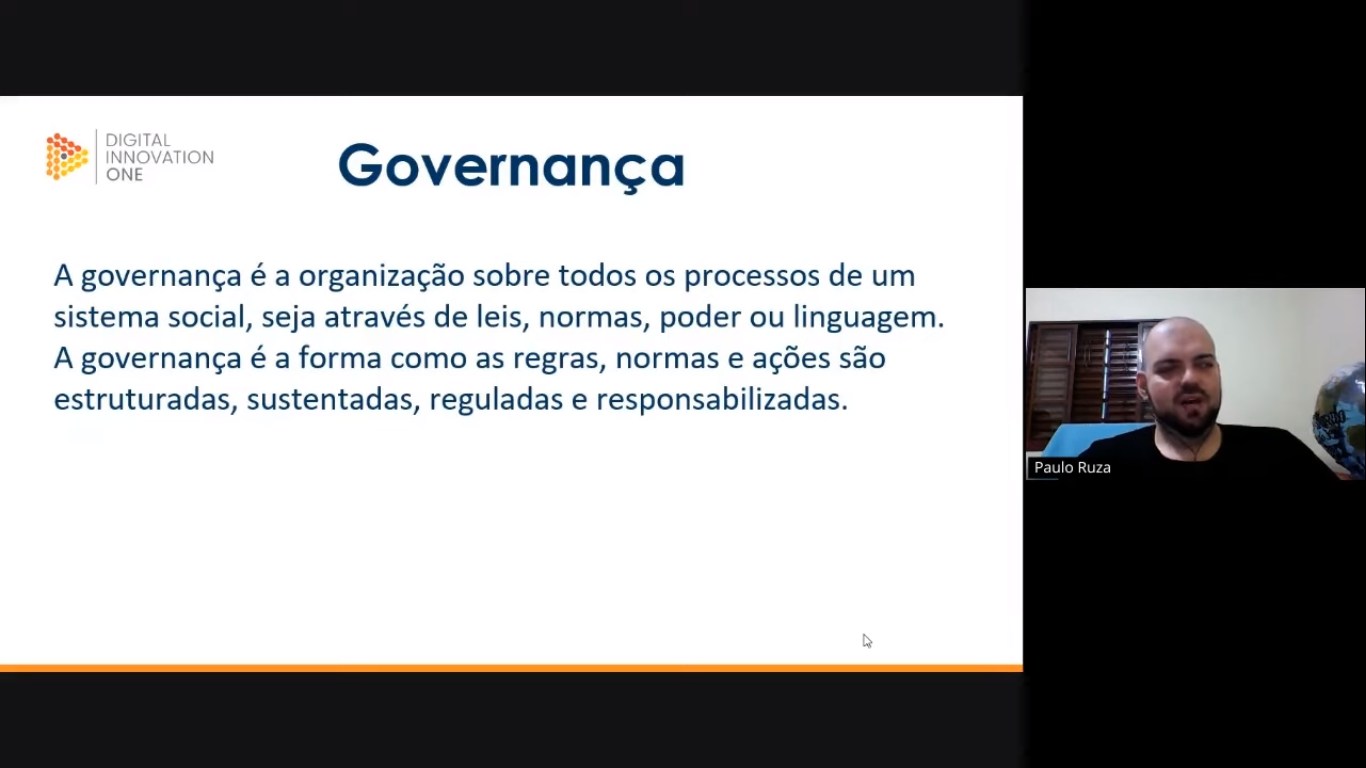 DIGITAL
INNOVATION
ONE
Governança
A governança é a organização sobre todos os processos de um
sistema social, seja através de leis, normas, poder ou linguagem.
A governança é a forma como as regras, normas e ações são
estruturadas, sustentadas, reguladas e responsabilizadas.
Paulo Ruza